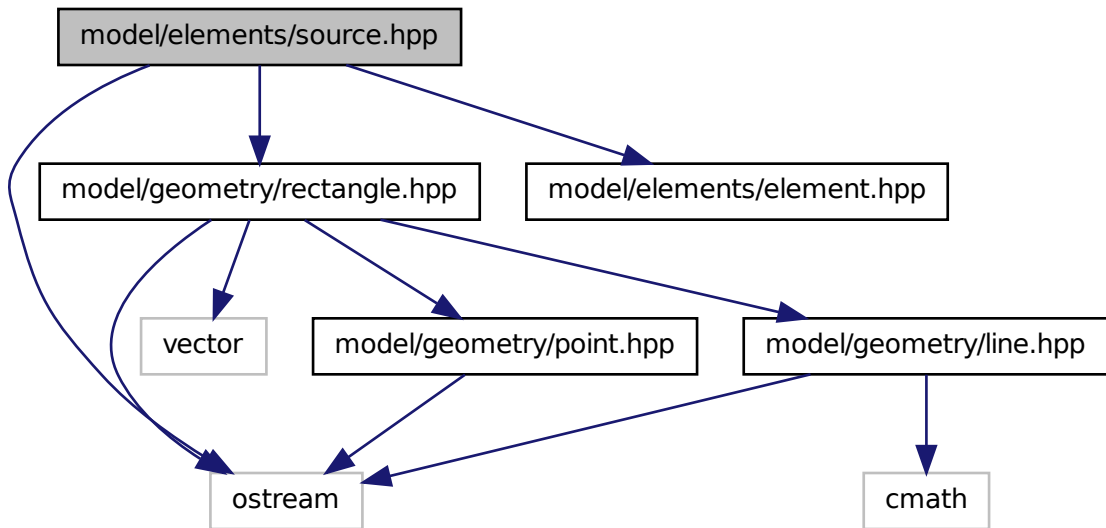 model/elements/source.hpp
model/geometry/rectangle.hpp
model/elements/element.hpp
vector
model/geometry/point.hpp
model/geometry/line.hpp
ostream
cmath